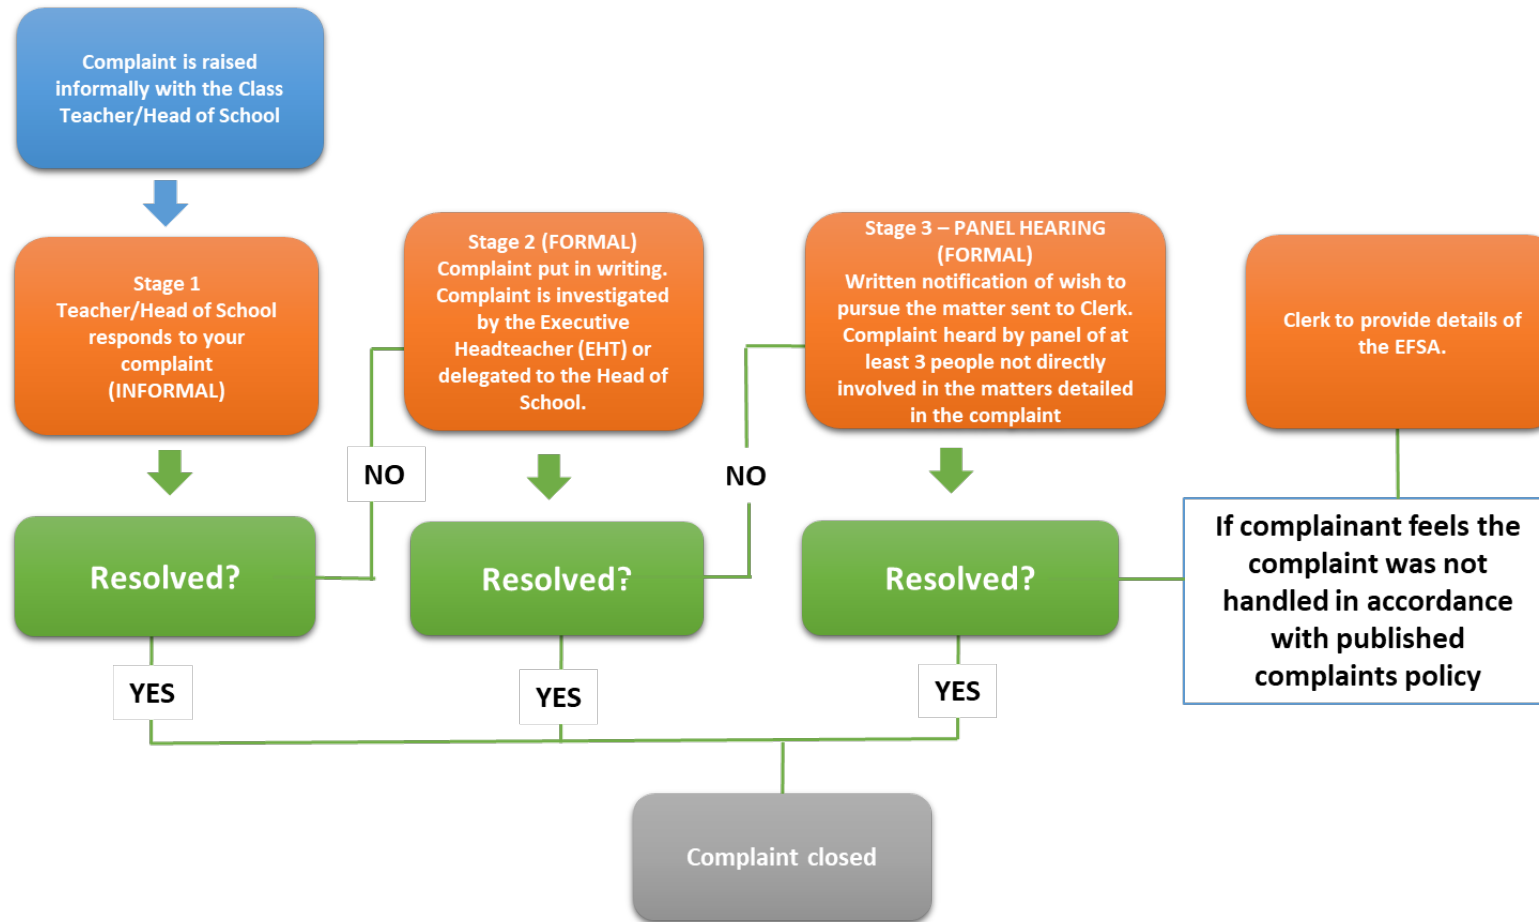 Complaint is raised
informally with the Class
Teacher/Head of School
Stage 1
Teacher/Head of School
responds to your
complaint
(INFORMAL)
Resolved?
YES
NO
Stage 2 (FORMAL)
Complaint put in writing.
Complaint is investigated
by the Executive
Headteacher (EHT) or
delegated to the Head of
School.
Resolved?
YES
NO
Stage 3 – PANEL HEARING
(FORMAL)
Written notification of wish to
pursue the matter sent to Clerk.
Complaint heard by panel of at
least 3 people not directly
involved in the matters detailed
in the complaint
Resolved?
YES
If complainant feels the
complaint was not
handled in accordance
with published
complaints policy
Clerk to provide details of
the EFSA.
Complaint closed